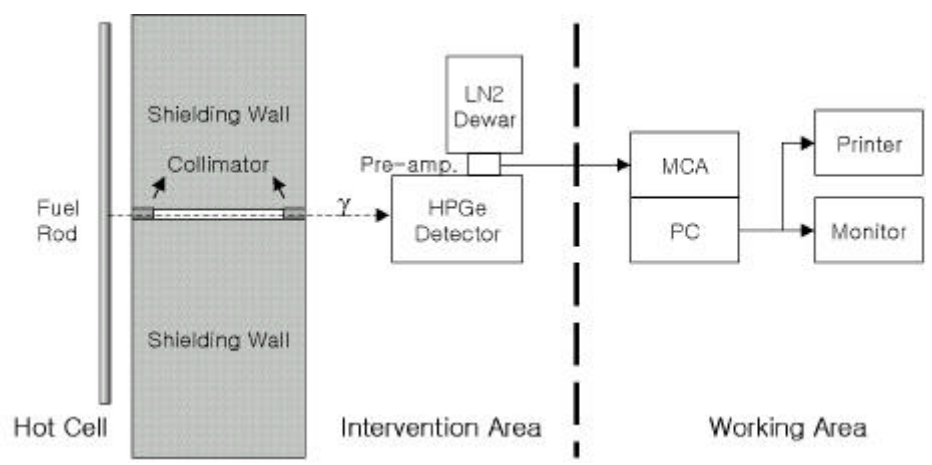 Shielding Wall
Collimator
Fuel
Rod
Shielding Wall
Hot Cell
LN2
Dewar
Pre-amp.
γ
HPGe
Detector
Intervention Area
MCA
PC
Printer
Monitor
Working Area